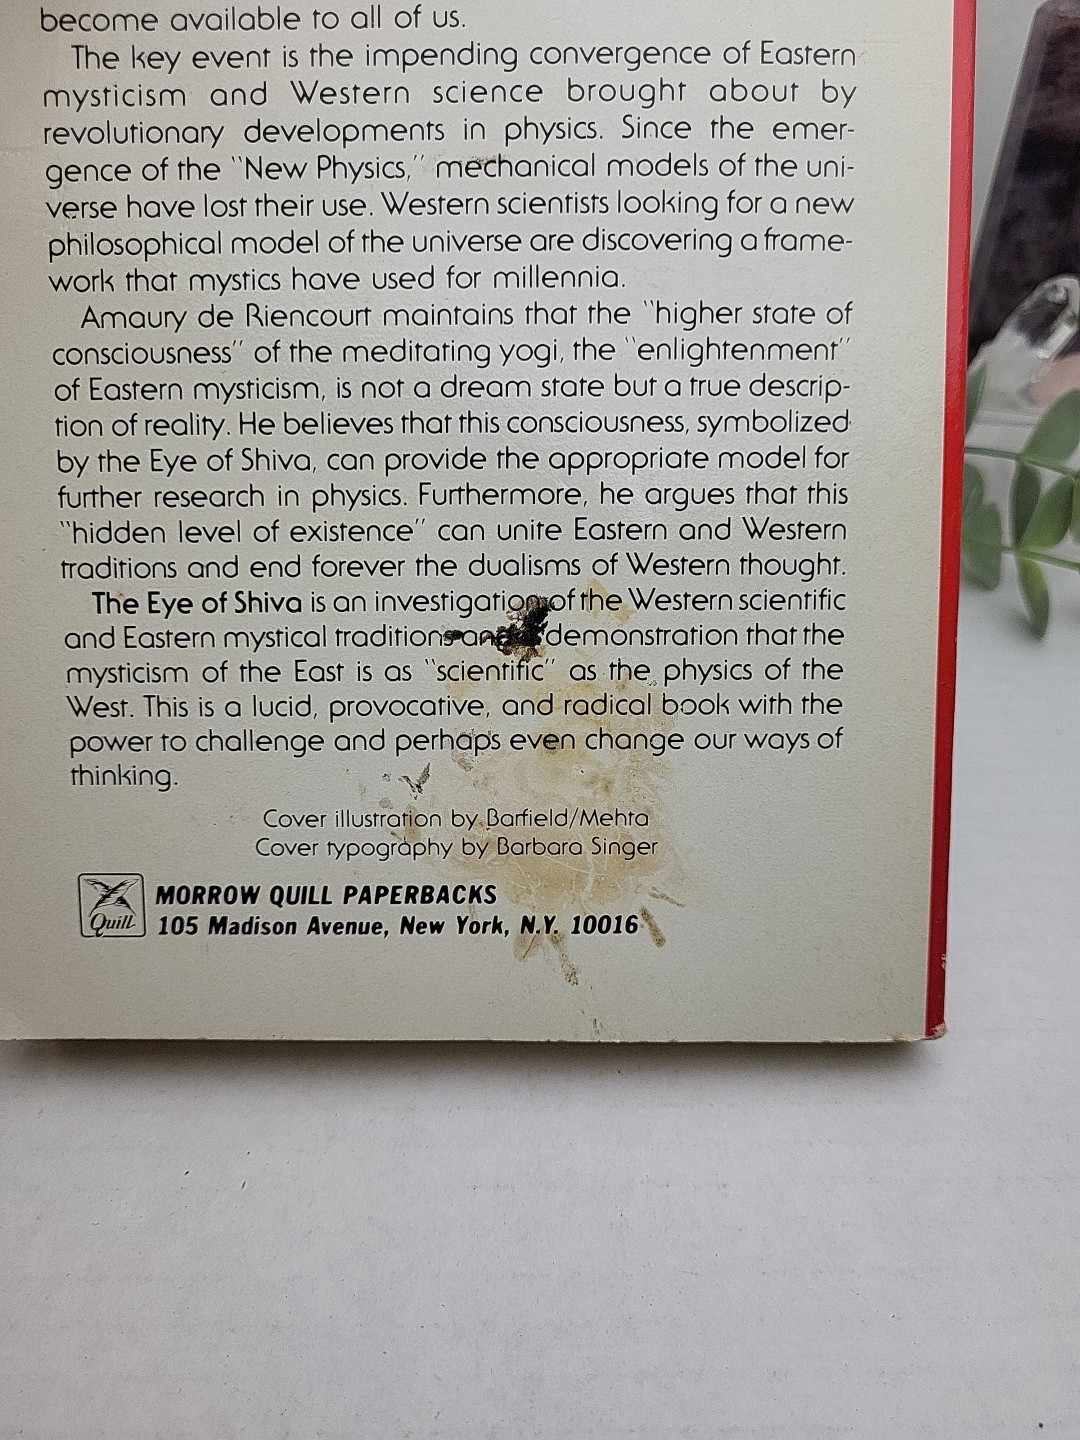 become available to all of us.
The key event is the impending convergence of Eastern
mysticism and Western science brought about by
revolutionary developments in physics. Since the emer-
gence of the "New Physics," mechanical models of the uni-
verse have lost their use. Western scientists looking for a new
philosophical model of the universe are discovering a frame-
work that mystics have used for millennia.
Amaury de Riencourt maintains that the "higher state of
consciousness" of the meditating yogi, the "enlightenment"
of Eastern mysticism, is not a dream state but a true descrip-
tion of reality. He believes that this consciousness, symbolized
by the Eye of Shiva, can provide the appropriate model for
further research in physics. Furthermore, he argues that this
"hidden level of existence" can unite Eastern and Western
traditions and end forever the dualisms of Western thought.
The Eye of Shiva is an investigation of the Western scientific
and Eastern mystical traditions and demonstration that the
mysticism of the East is as "scientific" as the physics of the
West. This is a lucid, provocative, and radical book with the
power to challenge and perhaps even change our ways of
thinking.
Cover illustration by Barfield/Mehta
Cover typography by Barbara Singer
Quill
MORROW QUILL PAPERBACKS
105 Madison Avenue, New York, N.Y. 10016